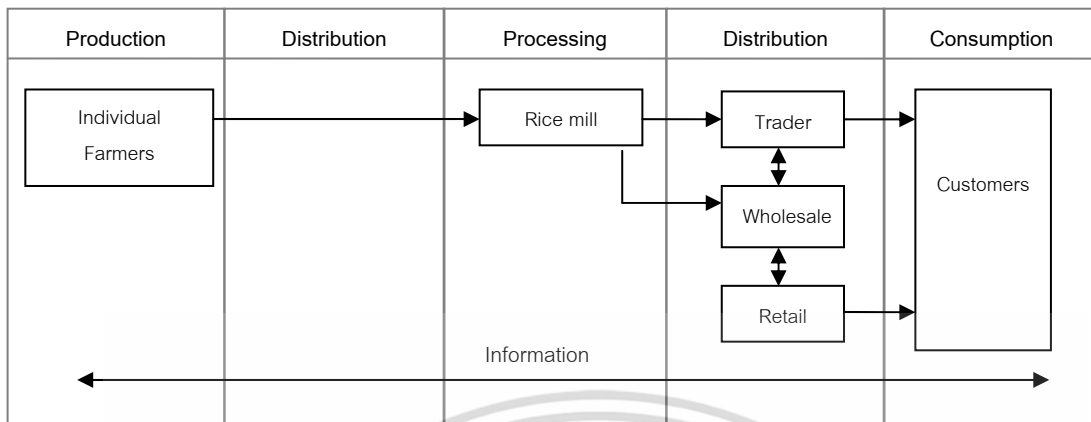 Production
Distribution
Processing
Distribution
Consumption
Individual
Farmers
Rice mill
Trader
Customers
Wholesale
Retail
Information